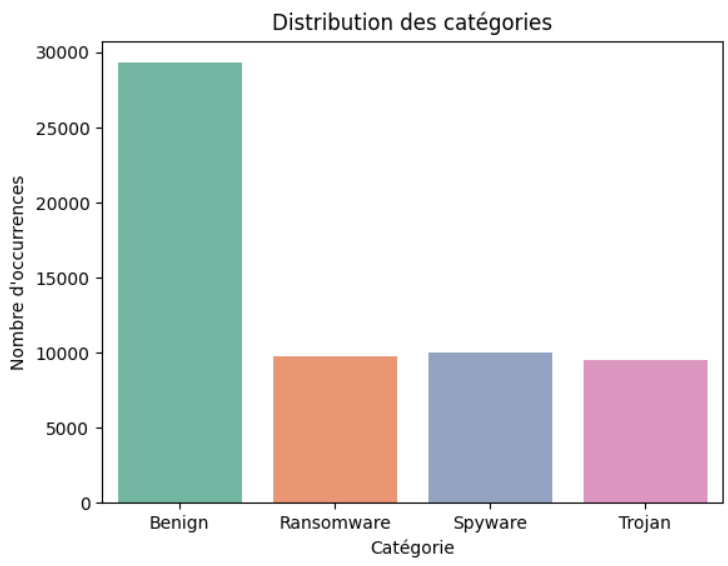 Distribution des catégories
Nombre d'occurrences
30000
25000
20000
15000
10000
5000
0
Benign Ransomware Spyware Trojan
Catégorie